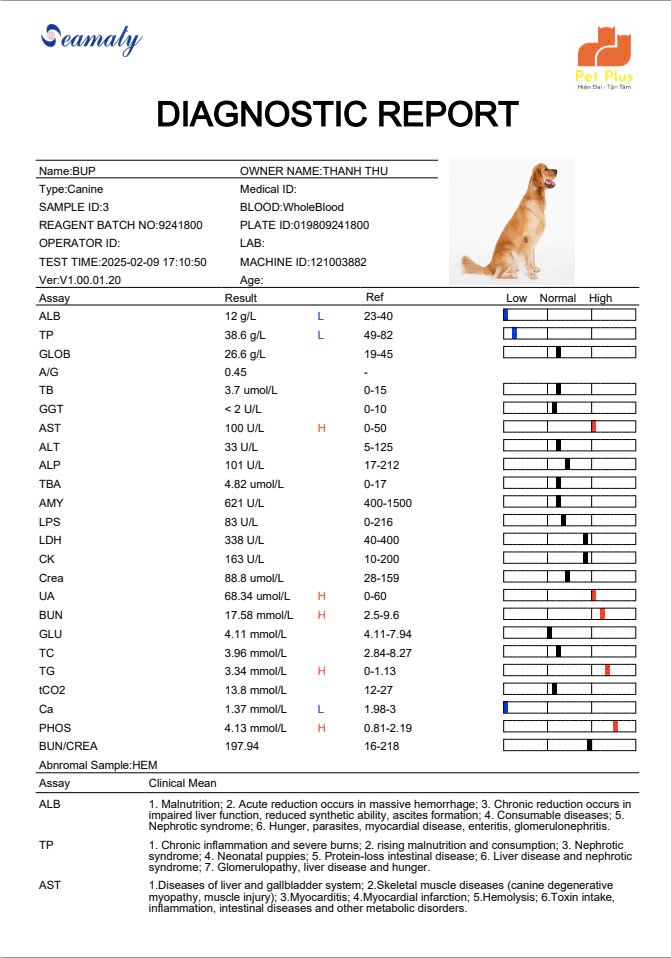 Seamaty
Pet Plus
Hiện Đại - Tận Tâm
DIAGNOSTIC REPORT
Name:BUP OWNER NAME:THANH THU
Type:Canine Medical ID:
SAMPLE ID:3 BLOOD:WholeBlood
REAGENT BATCH NO:9241800 PLATE ID:019809241800
OPERATOR ID: LAB:
TEST TIME:2025-02-09 17:10:50 MACHINE ID:121003882
Ver:V1.00.01.20 Age:
Assay Result Ref Low Normal High
ALB 12 g/L L 23-40
TP 38.6 g/L L 49-82
GLOB 26.6 g/L 19-45
A/G 0.45 -
TB 3.7 umol/L 0-15
GGT < 2 U/L 0-10
AST 100 U/L H 0-50
ALT 33 U/L 5-125
ALP 101 U/L 17-212
TBA 4.82 umol/L 0-17
AMY 621 U/L 400-1500
LPS 83 U/L 0-216
LDH 338 U/L 40-400
CK 163 U/L 10-200
Crea 88.8 umol/L 28-159
UA 68.34 umol/L H 0-60
BUN 17.58 mmol/L H 2.5-9.6
GLU 4.11 mmol/L 4.11-7.94
TC 3.96 mmol/L 2.84-8.27
TG 3.34 mmol/L H 0-1.13
tCO2 13.8 mmol/L 12-27
Ca 1.37 mmol/L L 1.98-3
PHOS 4.13 mmol/L H 0.81-2.19
BUN/CREA 197.94 16-218
Abnromal Sample:HEM
Assay Clinical Mean
ALB 1. Malnutrition; 2. Acute reduction occurs in massive hemorrhage; 3. Chronic reduction occurs in
impaired liver function, reduced synthetic ability, ascites formation; 4. Consumable diseases; 5.
Nephrotic syndrome; 6. Hunger, parasites, myocardial disease, enteritis, glomerulonephritis.
TP 1. Chronic inflammation and severe burns; 2. rising malnutrition and consumption; 3. Nephrotic
syndrome; 4. Neonatal puppies; 5. Protein-loss intestinal disease; 6. Liver disease and nephrotic
syndrome; 7. Glomerulopathy, liver disease and hunger.
AST 1.Diseases of liver and gallbladder system; 2.Skeletal muscle diseases (canine degenerative
myopathy, muscle injury); 3.Myocarditis; 4.Myocardial infarction; 5.Hemolysis; 6.Toxin intake,
inflammation, intestinal diseases and other metabolic disorders.